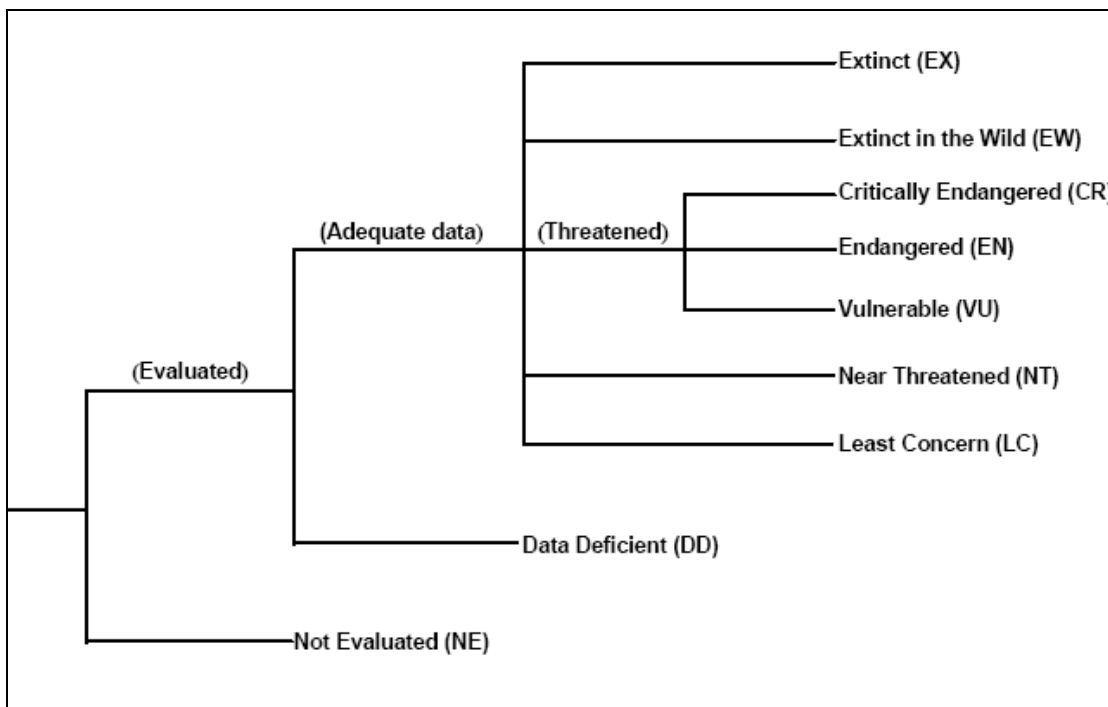 Extinct (EX)
Extinct in the Wild (EW)
Critically Endangered (CR)
(Adequate data)
(Threatened)
Endangered (EN)
Vulnerable (VU)
(Evaluated)
Near Threatened (NT)
Least Concern (LC)
Data Deficient (DD)
Not Evaluated (NE)